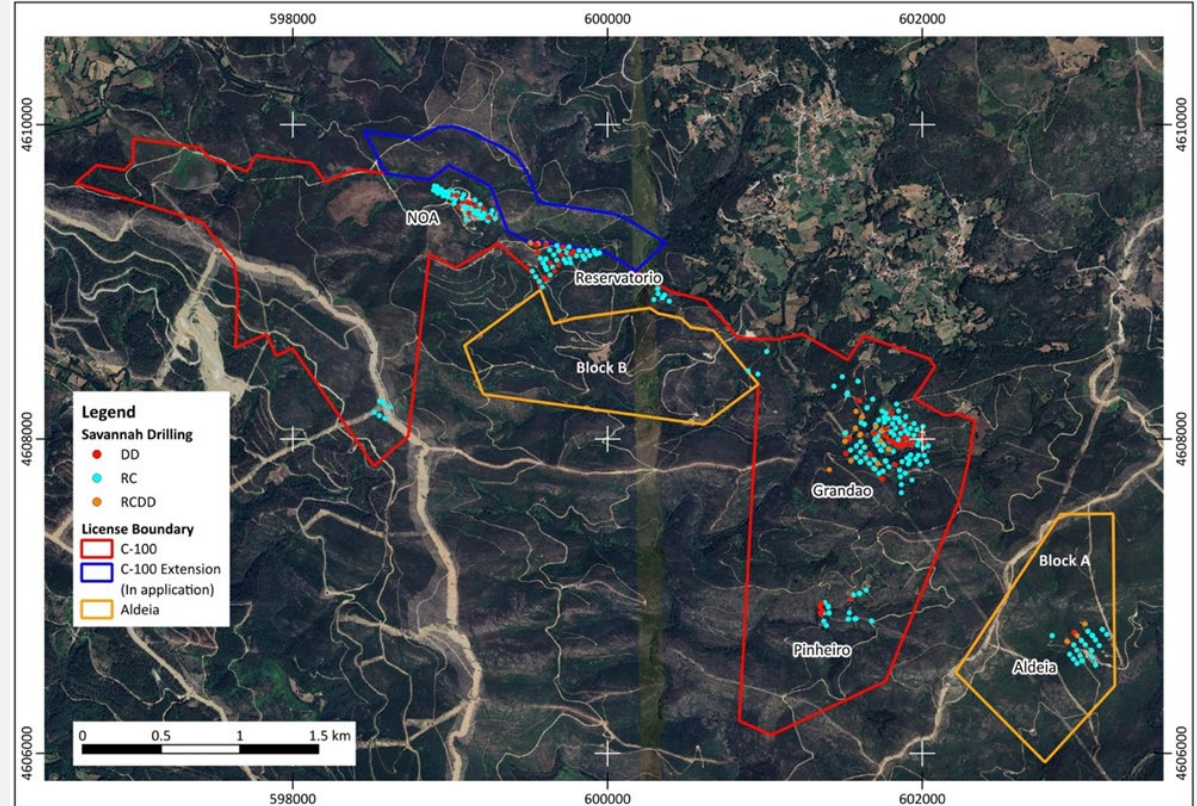 598000
600000
602000
4610000
4610000
NOA
Reservatorio
Block B
Legend
Savannah Drilling
DD
RC
RCDD
License Boundary
C-100
C-100 Extension
(In application)
Aldeia
4608000
4608000
Grandao
Block A
Pinheiro
Aldeia
0 0.5 1 1.5 km
4606000
4606000
598000
600000
602000